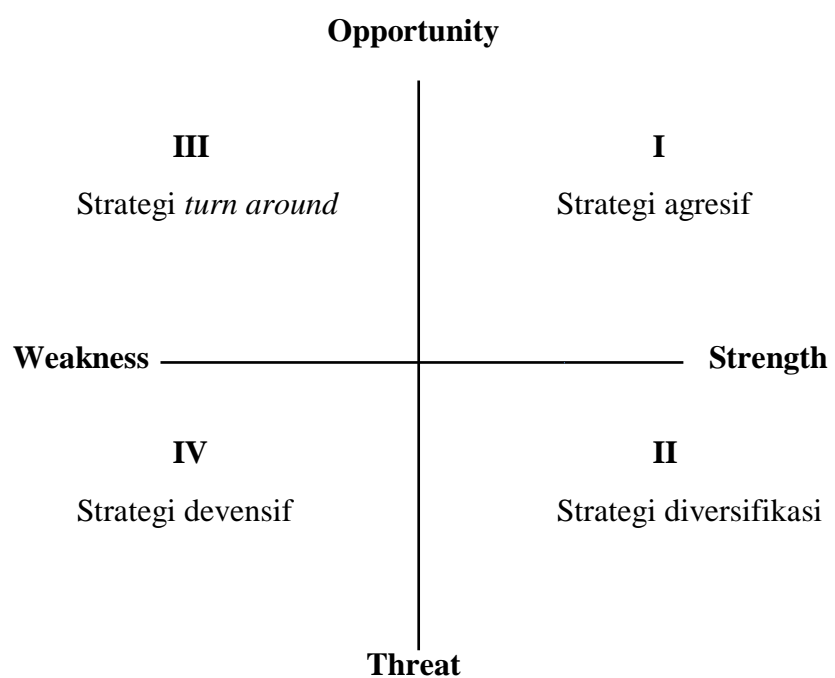 Opportunity
III
I
Strategi turn around
Strategi agresif
Weakness
Strength
IV
II
Strategi devensif
Strategi diversifikasi
Threat